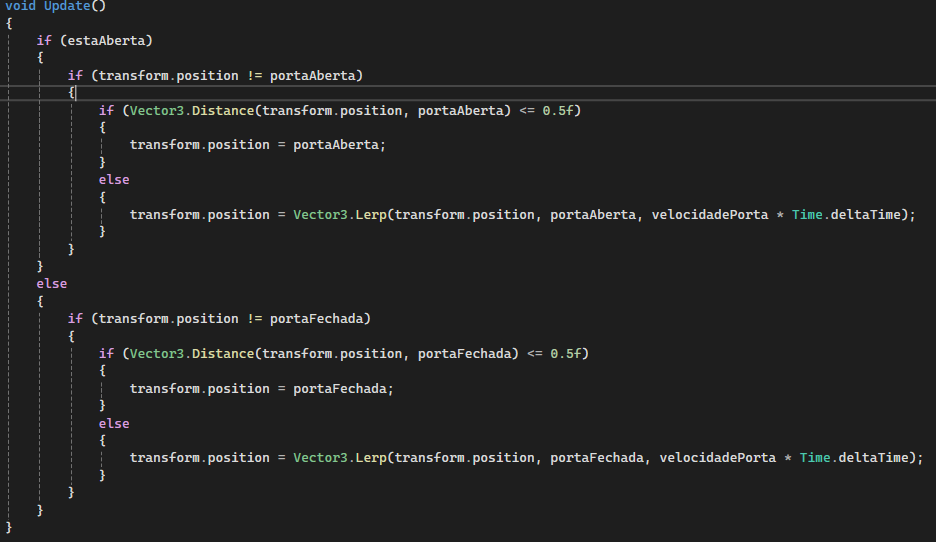 void Update()
{
if (estaAberta)
{
if (transform.position != portaAberta)
{
if (Vector3.Distance(transform.position, portaAberta) <= 0.5f)
{
transform.position = portaAberta;
}
else
{
transform.position = Vector3.Lerp(transform.position, portaAberta, velocidadePorta * Time.deltaTime);
}
}
}
else
{
if (transform.position != portaFechada)
{
if (Vector3.Distance(transform.position, portaFechada) <= 0.5f)
{
transform.position = portaFechada;
}
else
{
transform.position = Vector3.Lerp(transform.position, portaFechada, velocidadePorta * Time.deltaTime);
}
}
}
}